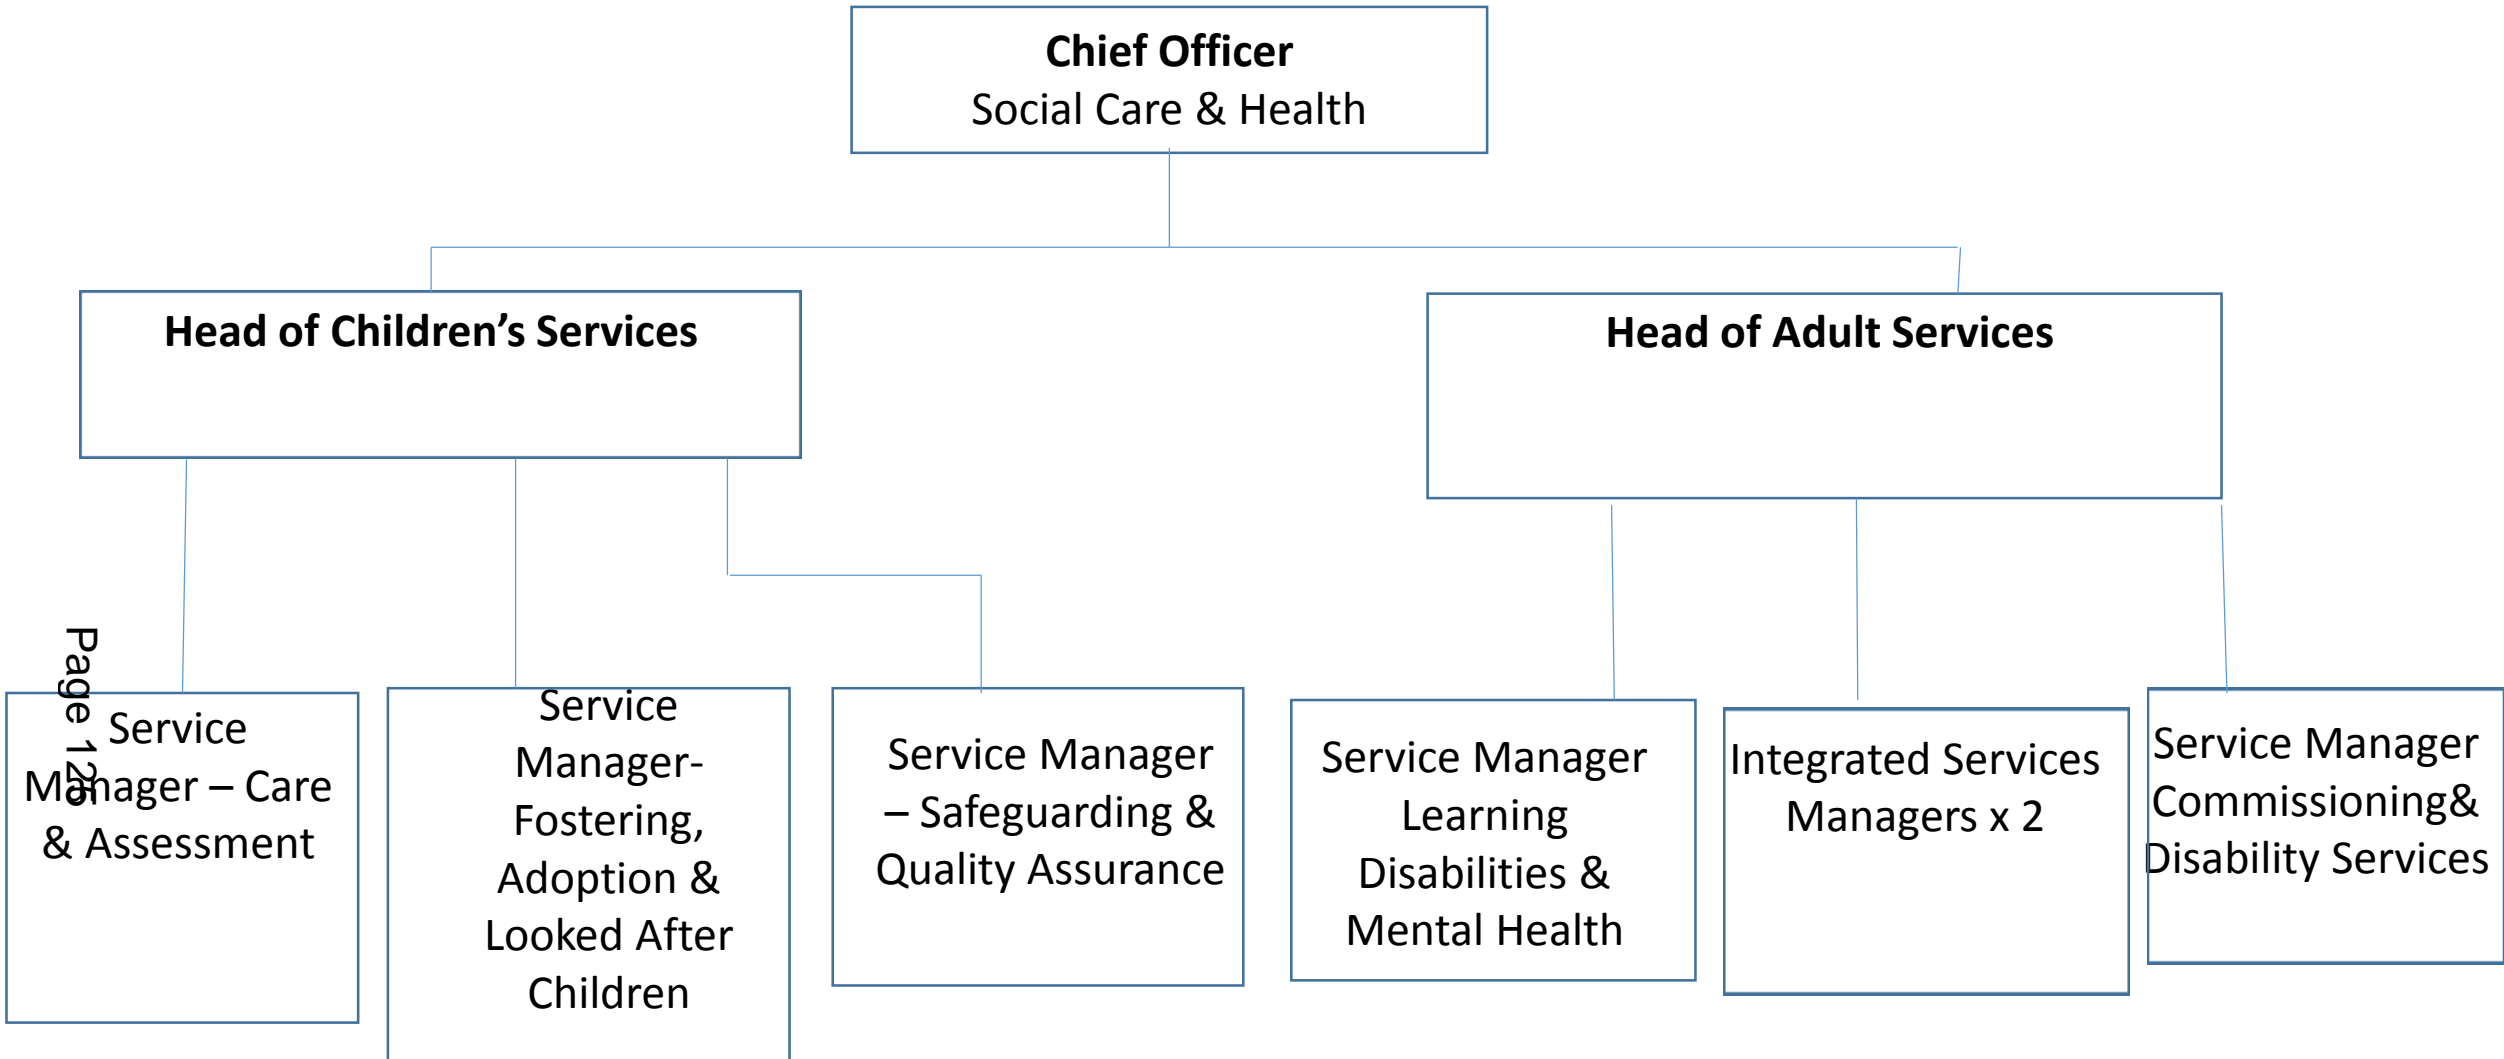 Chief Officer
Social Care & Health
Head of Children’s Services
Head of Adult Services
Page 125
Service
Manager – Care
& Assessment
Service
Manager-
Fostering,
Adoption &
Looked After
Children
Service Manager
– Safeguarding &
Quality Assurance
Service Manager
Learning
Disabilities &
Mental Health
Integrated Services
Managers x 2
Service Manager
Commissioning&
Disability Services